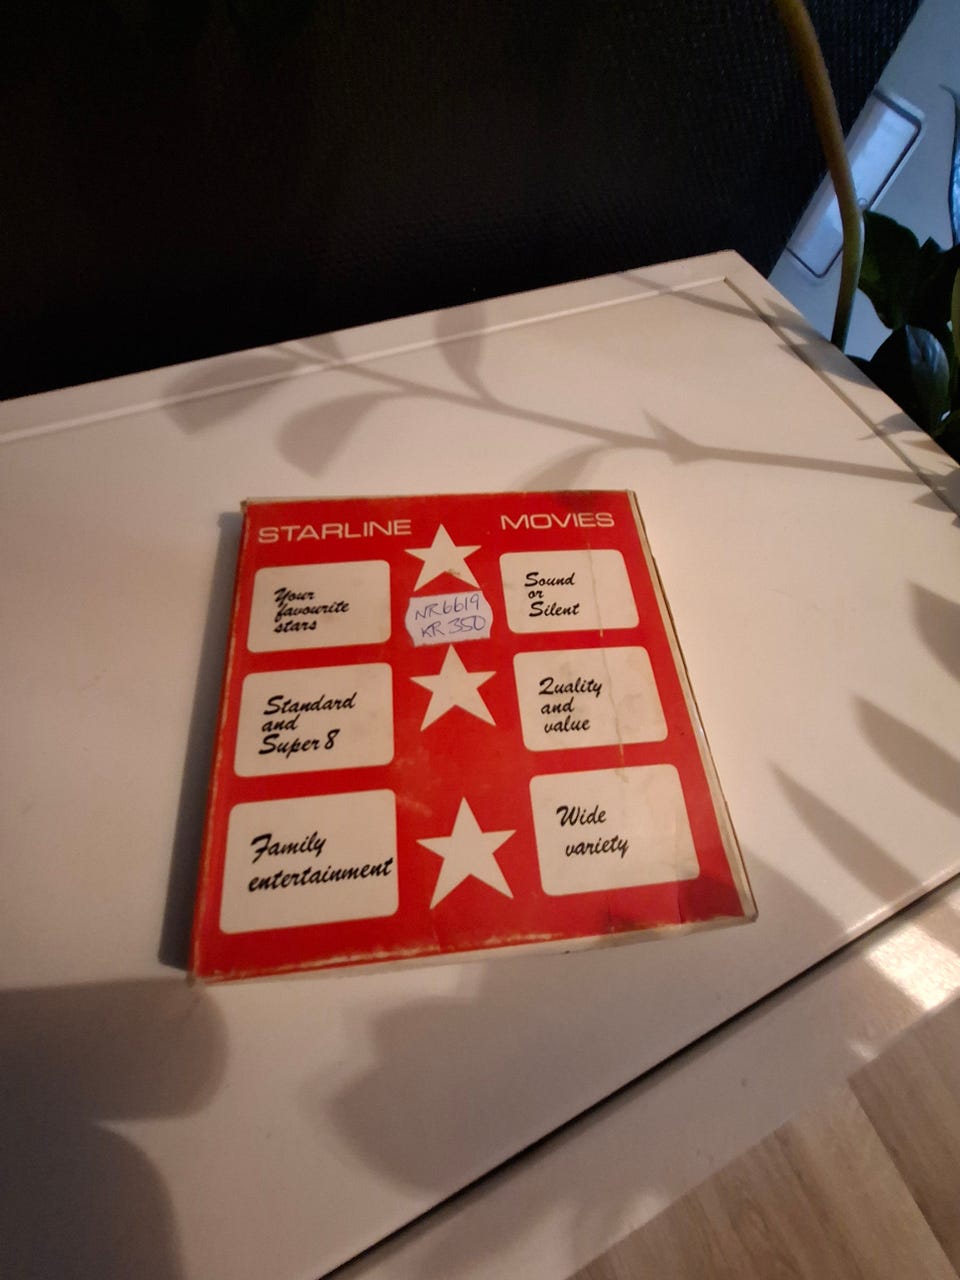 STARLINE MOVIES
Your
favourite
stars
Sound
or
Silent
NR6619
KR 350
Standard
and
Super 8
Quality
and
value
Family
entertainment
Wide
variety